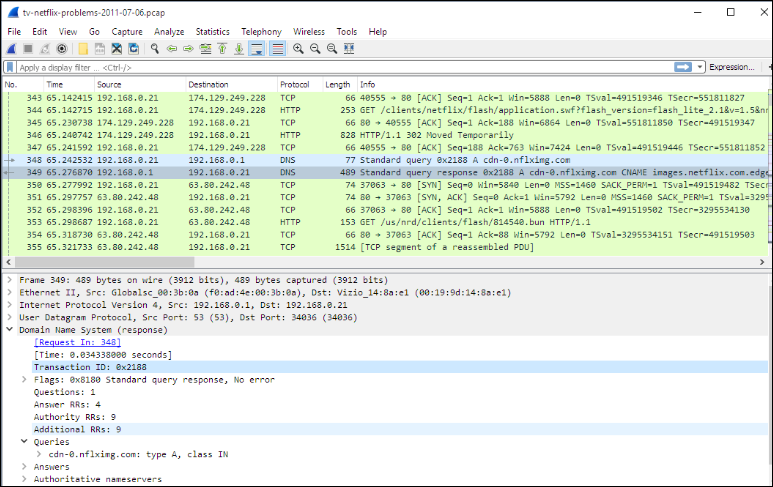 tv-netflix-problems-2011-07-06.pcap
File Edit View Go Capture Analyze Statistics Telephony Wireless Tools Help
Apply a display filter ... <Ctrl-/> Expression...
No. Time Source Destination Protocol Length Info
343 65.142415 192.168.0.21 174.129.249.228 TCP 66 40555 → 80 [ACK] Seq=1 Ack=1 Win=5888 Len=0 TSval=491519346 TSecr=551811827
344 65.142715 192.168.0.21 174.129.249.228 HTTP 253 GET /clients/netflix/flash/application.swf?flash_version=flash_lite_2.1&v=1.5&nr
345 65.230738 174.129.249.228 192.168.0.21 TCP 66 80 → 40555 [ACK] Seq=1 Ack=188 Win=6864 Len=0 TSval=551811850 TSecr=491519347
346 65.240742 174.129.249.228 192.168.0.21 HTTP 828 HTTP/1.1 302 Moved Temporarily
347 65.241592 192.168.0.21 174.129.249.228 TCP 66 40555 → 80 [ACK] Seq=188 Ack=763 Win=7424 Len=0 TSval=491519446 TSecr=551811852
348 65.242532 192.168.0.21 192.168.0.1 DNS 77 Standard query 0x2188 A cdn-0.nflximg.com
349 65.276870 192.168.0.1 192.168.0.21 DNS 489 Standard query response 0x2188 A cdn-0.nflximg.com CNAME images.netflix.com.edge
350 65.277992 192.168.0.21 63.80.242.48 TCP 74 37063 → 80 [SYN] Seq=0 Win=5840 Len=0 MSS=1460 SACK_PERM=1 TSval=491519482 TSecr
351 65.297757 63.80.242.48 192.168.0.21 TCP 74 80 → 37063 [SYN, ACK] Seq=0 Ack=1 Win=5792 Len=0 MSS=1460 SACK_PERM=1 TSval=3295
352 65.298396 192.168.0.21 63.80.242.48 TCP 66 37063 → 80 [ACK] Seq=1 Ack=1 Win=5888 Len=0 TSval=491519502 TSecr=3295534130
353 65.298687 192.168.0.21 63.80.242.48 HTTP 153 GET /us/nrd/clients/flash/814540.bun HTTP/1.1
354 65.318730 63.80.242.48 192.168.0.21 TCP 66 80 → 37063 [ACK] Seq=1 Ack=88 Win=5792 Len=0 TSval=3295534151 TSecr=491519503
355 65.321733 63.80.242.48 192.168.0.21 TCP 1514 [TCP segment of a reassembled PDU]
Frame 349: 489 bytes on wire (3912 bits), 489 bytes captured (3912 bits)
Ethernet II, Src: Globalsc_00:3b:0a (f0:ad:4e:00:3b:0a), Dst: Vizio_14:8a:e1 (00:19:9d:14:8a:e1)
Internet Protocol Version 4, Src: 192.168.0.1, Dst: 192.168.0.21
User Datagram Protocol, Src Port: 53 (53), Dst Port: 34036 (34036)
Domain Name System (response)
[Request In: 348]
[Time: 0.034338000 seconds]
Transaction ID: 0x2188
Flags: 0x8180 Standard query response, No error
Questions: 1
Answer RRs: 4
Authority RRs: 9
Additional RRs: 9
Queries
cdn-0.nflximg.com: type A, class IN
Answers
Authoritative nameservers